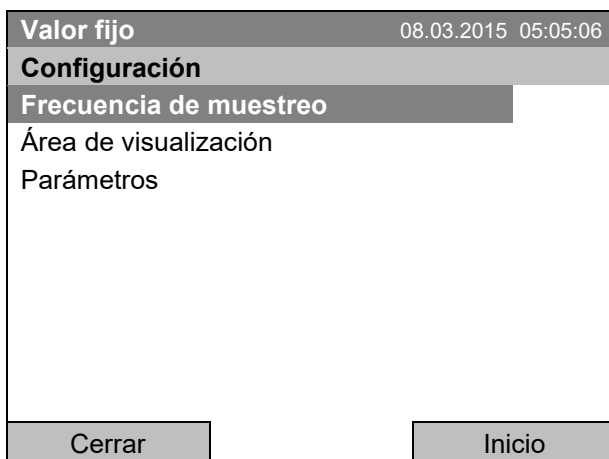 Valor fijo 08.03.2015 05:05:06
Configuración
Frecuencia de muestreo
Área de visualización
Parámetros
Cerrar Inicio